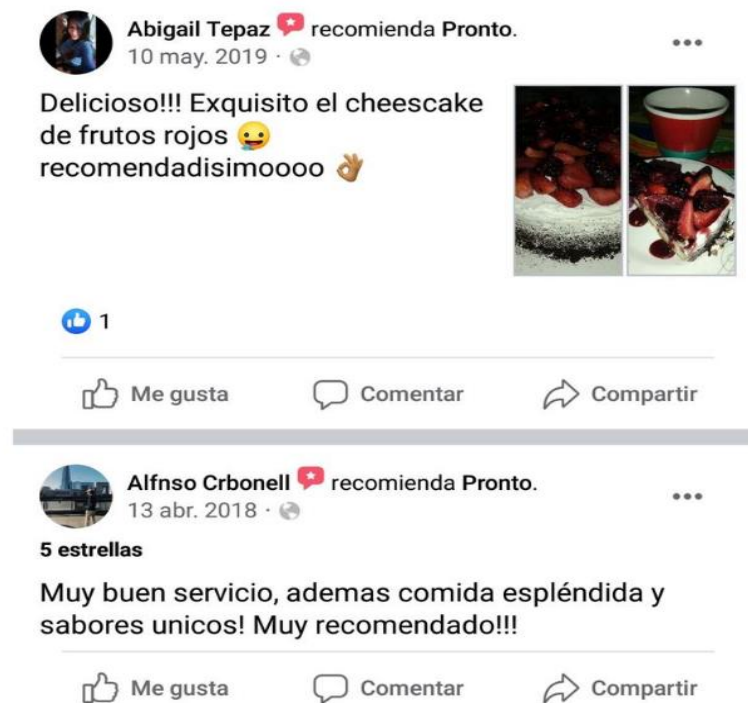 Abigail Tepaz recomienda Pronto.
10 may. 2019 ·
Delicioso!!! Exquisito el cheescake
de frutos rojos 🤪
recomendadisimoooo 👌🏽
1
Me gusta Comentar Compartir
Alfnso Crbonell recomienda Pronto.
13 abr. 2018 ·
5 estrellas
Muy buen servicio, ademas comida espléndida y
sabores unicos! Muy recomendado!!!
Me gusta Comentar Compartir